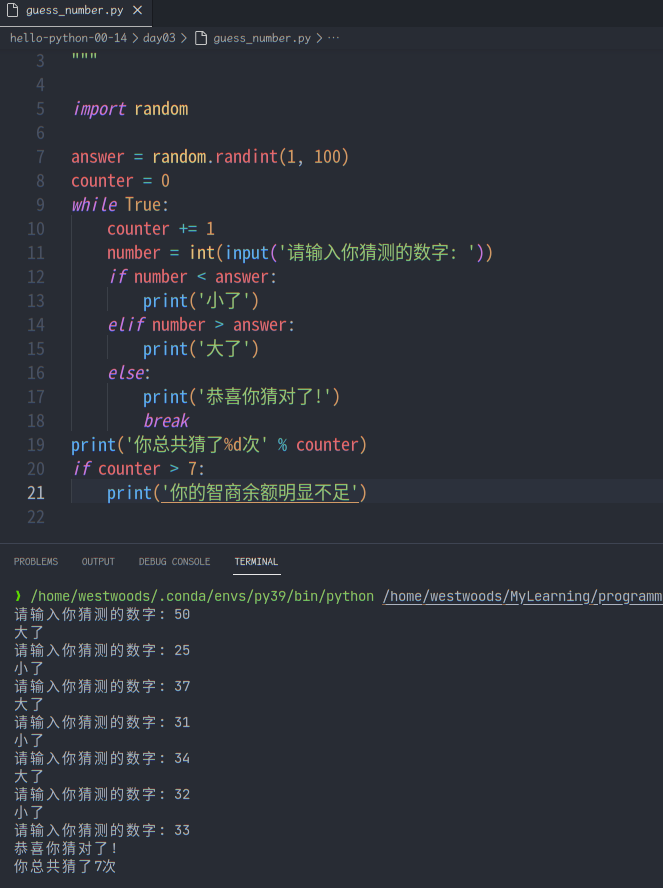 guess_number.py ×
hello-python-00-14 > day03 > guess_number.py > ...
3 """
4
5 import random
6
7 answer = random.randint(1, 100)
8 counter = 0
9 while True:
10     counter += 1
11     number = int(input('请输入你猜测的数字: '))
12     if number < answer:
13         print('小了')
14     elif number > answer:
15         print('大了')
16     else:
17         print('恭喜你猜对了!')
18         break
19 print('你总共猜了%d次' % counter)
20 if counter > 7:
21     print('你的智商余额明显不足')
22
PROBLEMS OUTPUT DEBUG CONSOLE TERMINAL
❯ /home/westwoods/.conda/envs/py39/bin/python /home/westwoods/MyLearning/programm
请输入你猜测的数字: 50
大了
请输入你猜测的数字: 25
小了
请输入你猜测的数字: 37
大了
请输入你猜测的数字: 31
小了
请输入你猜测的数字: 34
大了
请输入你猜测的数字: 32
小了
请输入你猜测的数字: 33
恭喜你猜对了!
你总共猜了7次